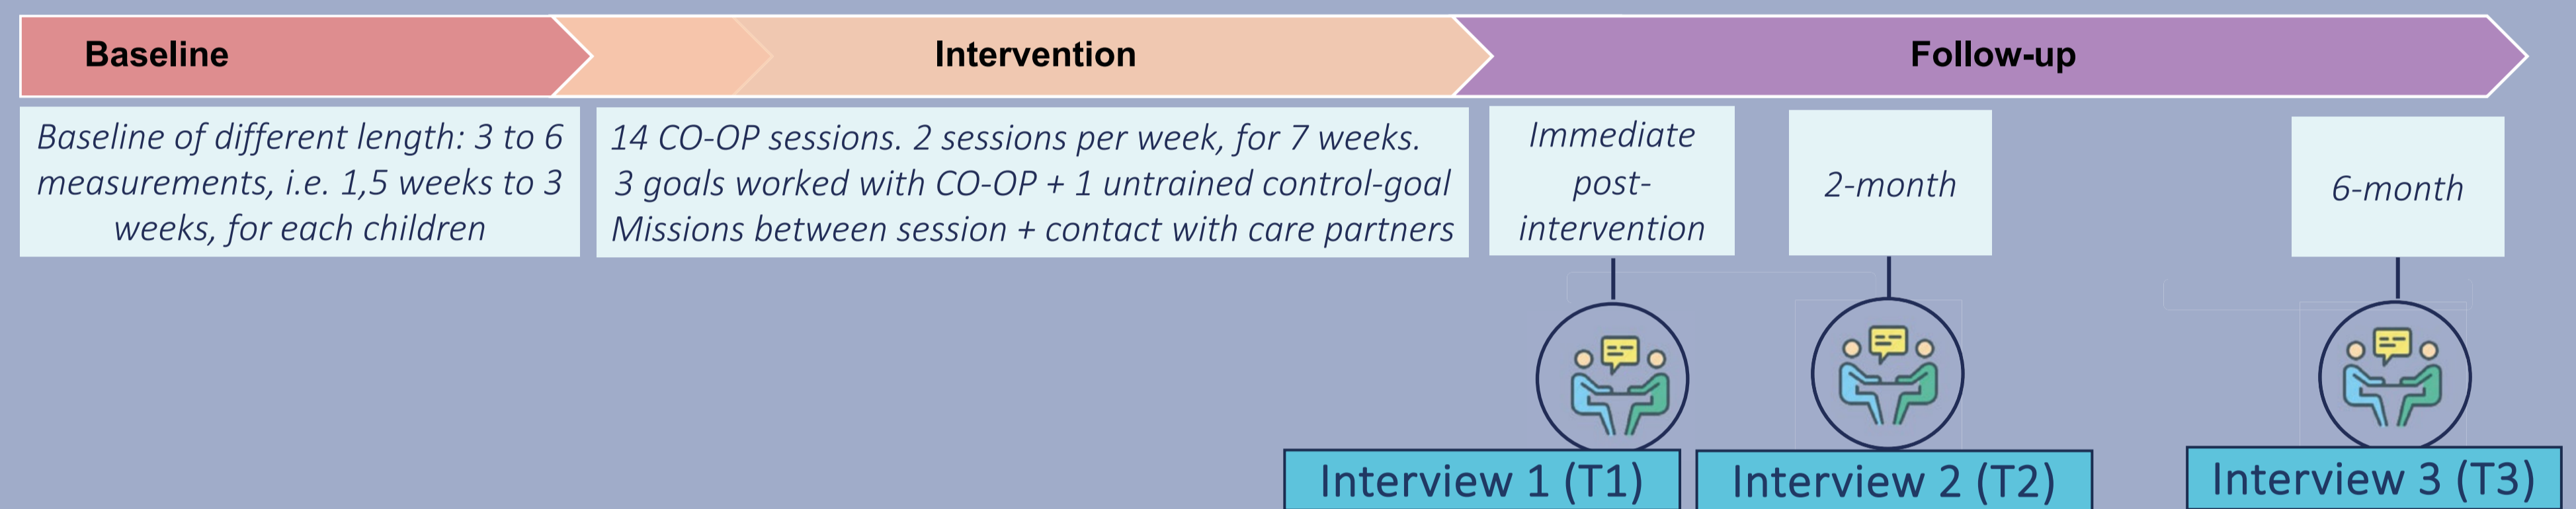 Baseline
Intervention
Follow-up
Baseline of different length: 3 to 6
measurements, i.e. 1,5 weeks to 3
weeks, for each children
14 CO-OP sessions. 2 sessions per week, for 7 weeks.
3 goals worked with CO-OP + 1 untrained control-goal
Missions between session + contact with care partners
Immediate
post-
intervention
2-month
6-month
Interview 1 (T1)
Interview 2 (T2)
Interview 3 (T3)